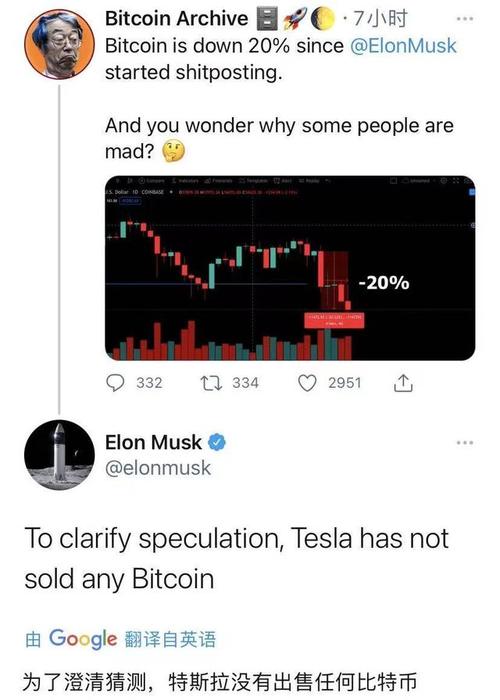 Bitcoin Archive 🗄️🚀🌔 · 7小时
Bitcoin is down 20% since @ElonMusk
started shitposting.
And you wonder why some people are
mad? 🤔
-20%
332 334 2951
Elon Musk
@elonmusk
To clarify speculation, Tesla has not
sold any Bitcoin
由 Google 翻译自英语
为了澄清猜测，特斯拉没有出售任何比特币